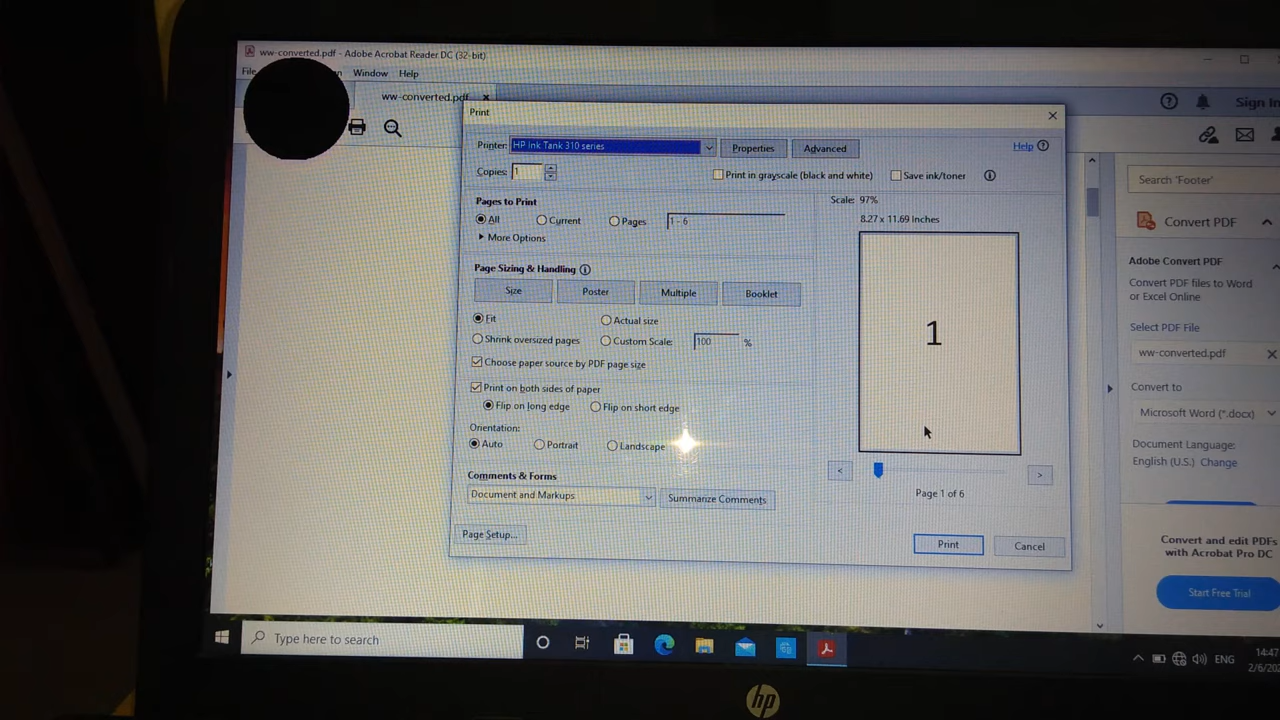 ww-converted.pdf - Adobe Acrobat Reader DC (32-bit)
File Window Help
ww-converted.pdf ×
Sign In
Print
Printer: HP Ink Tank 310 series Properties Advanced Help
Copies: 1 Print in grayscale (black and white) Save ink/toner
Pages to Print
All Current Pages 1 - 6
More Options
Scale: 97%
8.27 x 11.69 Inches
Page Sizing & Handling
Size Poster Multiple Booklet
Fit Actual size
Shrink oversized pages Custom Scale: 100 %
Choose paper source by PDF page size
Print on both sides of paper
Flip on long edge Flip on short edge
Orientation:
Auto Portrait Landscape
Comments & Forms
Document and Markups Summarize Comments
1
< >
Page 1 of 6
Page Setup... Print Cancel
Search 'Footer'
Convert PDF
Adobe Convert PDF
Convert PDF files to Word
or Excel Online
Select PDF File
ww-converted.pdf ×
Convert to
Microsoft Word (*.docx)
Document Language:
English (U.S.) Change
Convert and edit PDFs
with Acrobat Pro DC
Start Free Trial
Type here to search
ENG
14:47
hp